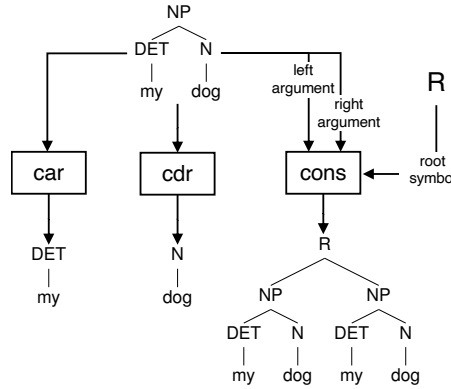 NP
DET N
my dog
left
argument
right
argument
R
root
symbo
car cdr cons
DET N R
my dog
NP NP
DET N DET N
my dog my dog